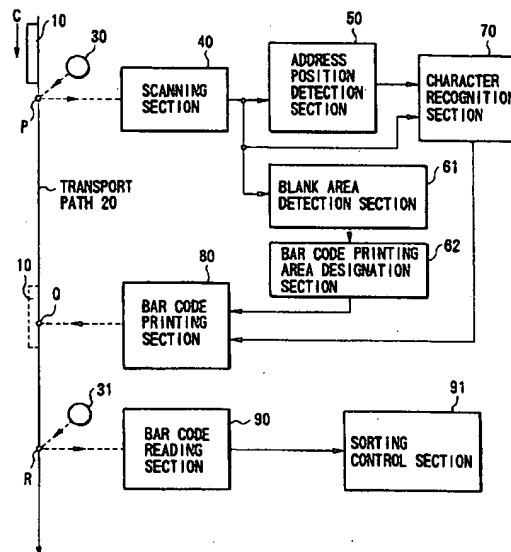 C
10
30
P
TRANSPORT
PATH 20
40
SCANNING
SECTION
50
ADDRESS
POSITION
DETECTION
SECTION
70
CHARACTER
RECOGNITION
SECTION
61
BLANK AREA
DETECTION SECTION
62
BAR CODE PRINTING
AREA DESIGNATION
SECTION
10
Q
80
BAR CODE
PRINTING
SECTION
31
R
90
BAR CODE
READING
SECTION
91
SORTING
CONTROL SECTION